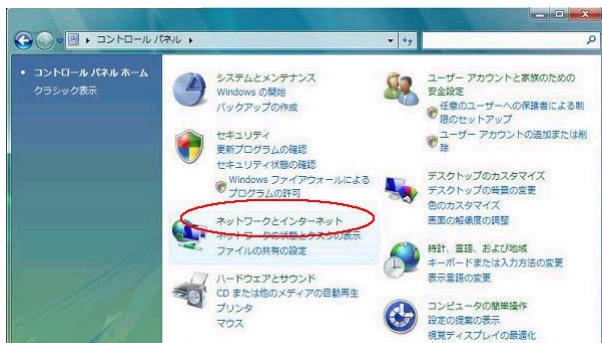 コントロール パネル
コントロール パネル ホーム
クラシック表示
システムとメンテナンス
Windows の開始
バックアップの作成
セキュリティ
更新プログラムの確認
セキュリティ状態の確認
Windows ファイアウォールによる
プログラムの許可
ネットワークとインターネット
ネットワークの状態とタスクの表示
ファイルの共有の設定
ハードウェアとサウンド
CD または他のメディアの自動再生
プリンタ
マウス
ユーザー アカウントと家族のための
安全設定
任意のユーザーへの保護者による制
限のセットアップ
ユーザー アカウントの追加または削
除
デスクトップのカスタマイズ
デスクトップの背景の変更
色のカスタマイズ
画面の解像度の調整
時計、言語、および地域
キーボードまたは入力方法の変更
表示言語の変更
コンピュータの簡単操作
設定の提案の表示
視覚ディスプレイの最適化